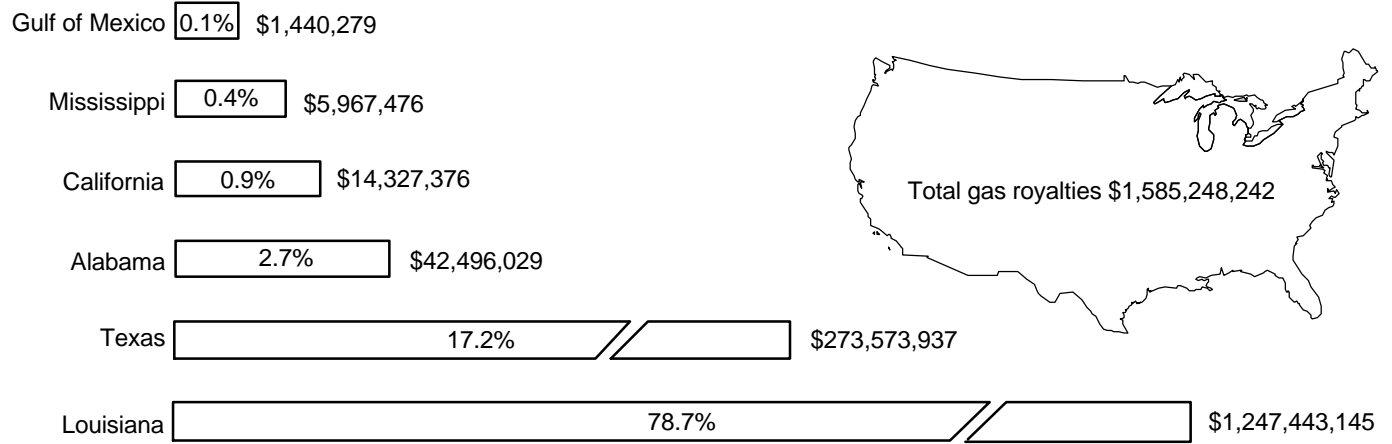 Gulf of Mexico 0.1% $1,440,279
Mississippi 0.4% $5,967,476
California 0.9% $14,327,376
Total gas royalties $1,585,248,242
Alabama 2.7% $42,496,029
Texas 17.2% $273,573,937
Louisiana 78.7% $1,247,443,145